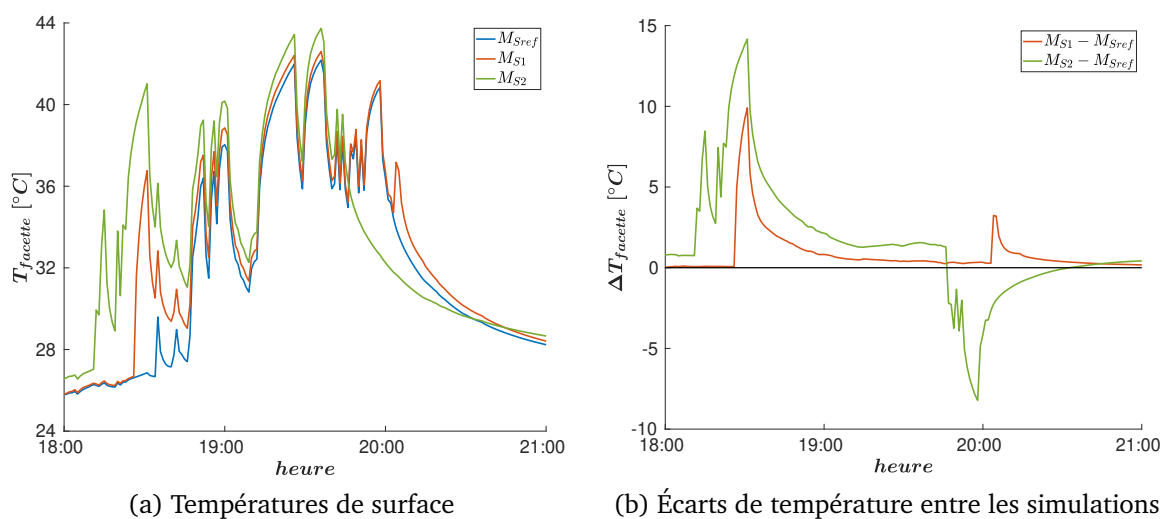 44
40
36
32
28
24
T_facette [°C]
M_Sref
M_S1
M_S2
18:00
19:00
20:00
21:00
heure
(a) Températures de surface
15
10
5
0
-5
-10
ΔT_facette [°C]
M_S1 − M_Sref
M_S2 − M_Sref
18:00
19:00
20:00
21:00
heure
(b) Écarts de température entre les simulations